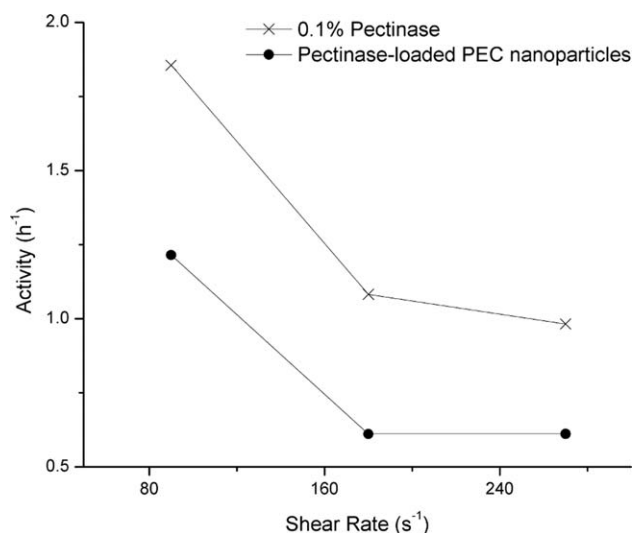 0.1% Pectinase
Pectinase-loaded PEC nanoparticles
2.0
1.5
1.0
0.5
Activity (h⁻¹)
80
160
240
Shear Rate (s⁻¹)